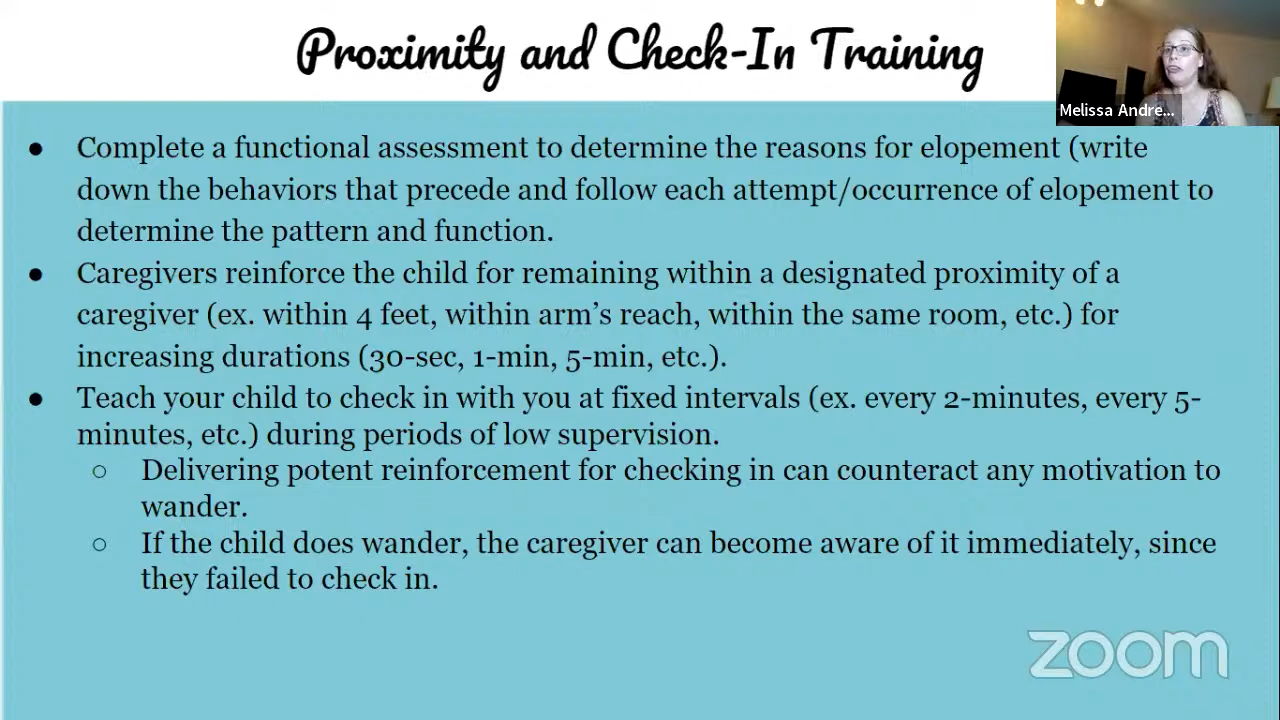 Proximity and Check-In Training
Melissa Andre...
● Complete a functional assessment to determine the reasons for elopement (write
down the behaviors that precede and follow each attempt/occurrence of elopement to
determine the pattern and function.
● Caregivers reinforce the child for remaining within a designated proximity of a
caregiver (ex. within 4 feet, within arm's reach, within the same room, etc.) for
increasing durations (30-sec, 1-min, 5-min, etc.).
● Teach your child to check in with you at fixed intervals (ex. every 2-minutes, every 5-
minutes, etc.) during periods of low supervision.
○ Delivering potent reinforcement for checking in can counteract any motivation to
wander.
○ If the child does wander, the caregiver can become aware of it immediately, since
they failed to check in.
zoom